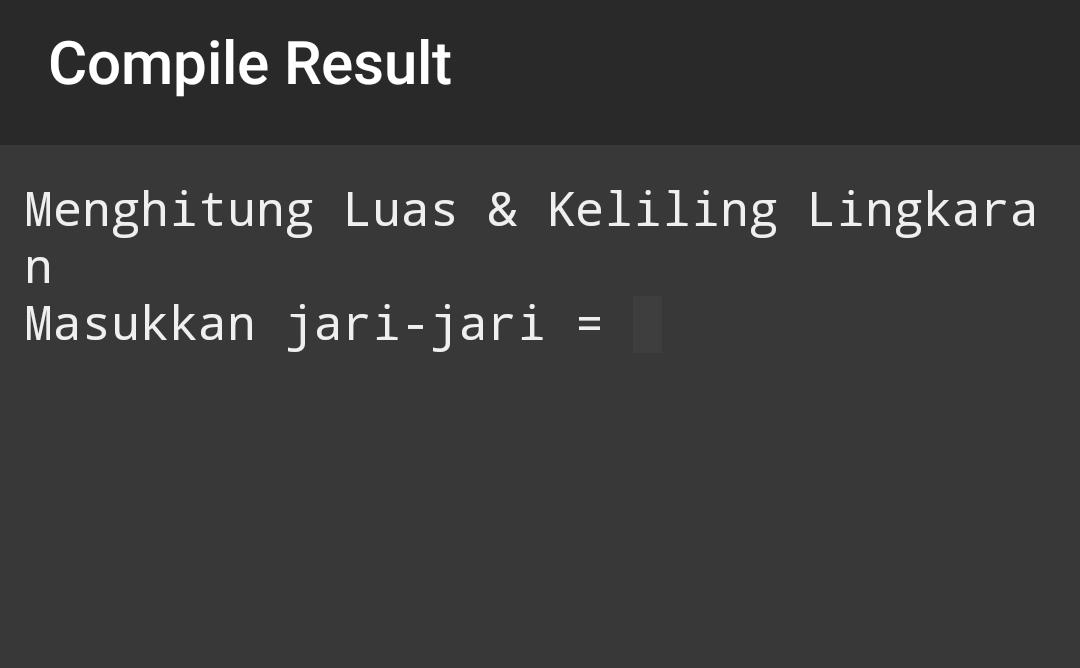 Compile Result
Menghitung Luas & Keliling Lingkara
n
Masukkan jari-jari =